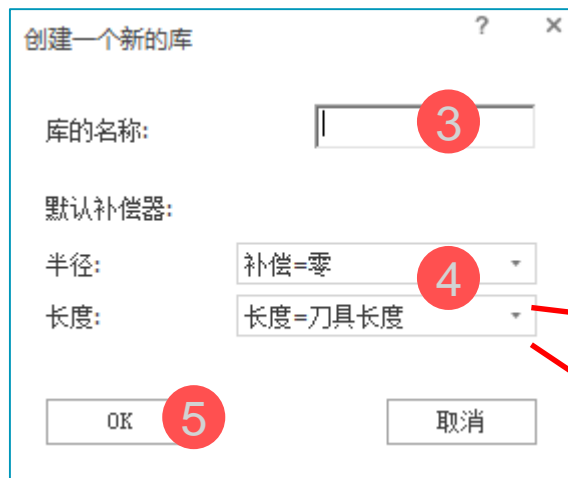 创建一个新的库 ? ×
库的名称: 3
默认补偿器:
半径: 补偿=零
4
长度: 长度=刀具长度
OK 5 取消